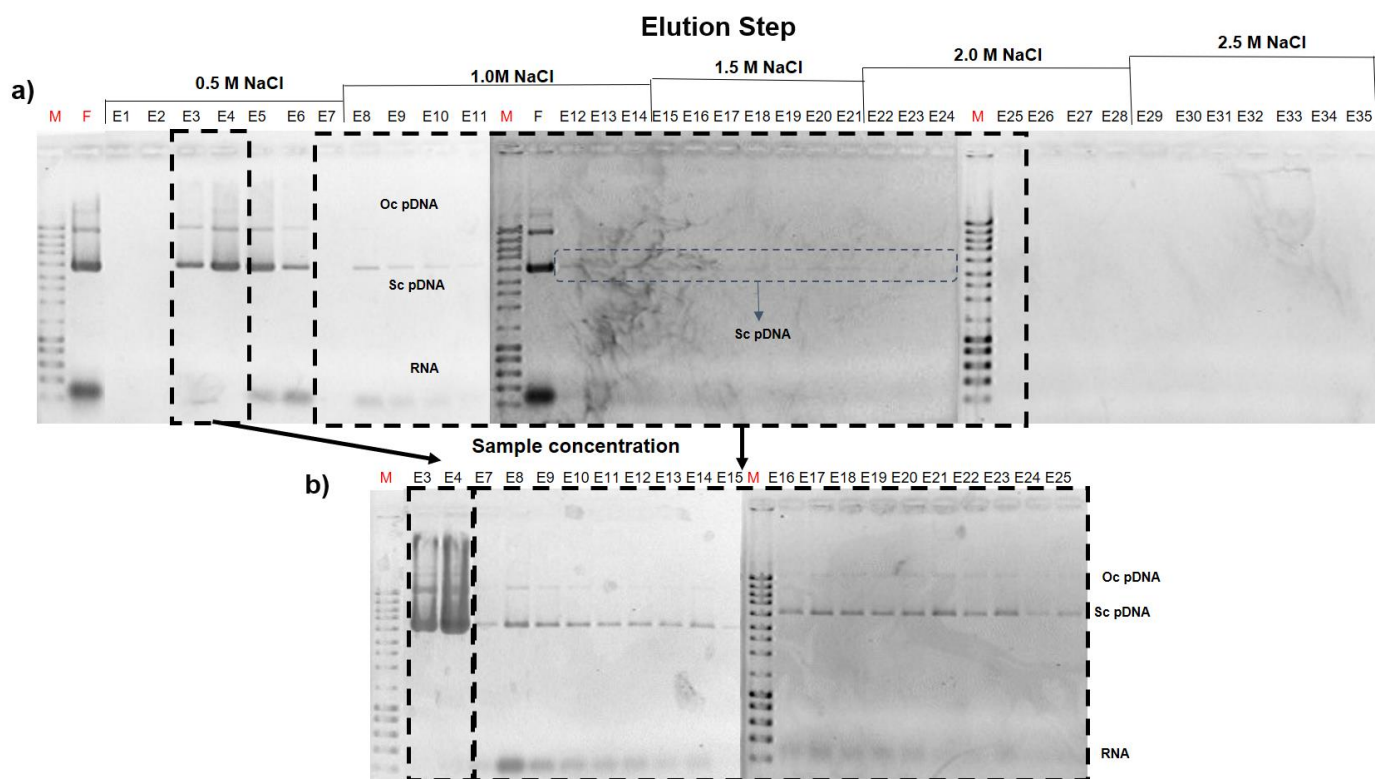 Elution Step
0.5 M NaCl 1.0M NaCl 1.5 M NaCl 2.0 M NaCl 2.5 M NaCl
a)
M F E1 E2 E3 E4 E5 E6 E7 E8 E9 E10 E11 M F E12 E13 E14 E15 E16 E17 E18 E19 E20 E21 E22 E23 E24 M E25 E26 E27 E28 E29 E30 E31 E32 E33 E34 E35
Oc pDNA
Sc pDNA
Sc pDNA
RNA
Sample concentration
b)
M E3 E4 E7 E8 E9 E10 E11 E12 E13 E14 E15 M E16 E17 E18 E19 E20 E21 E22 E23 E24 E25
Oc pDNA
Sc pDNA
RNA